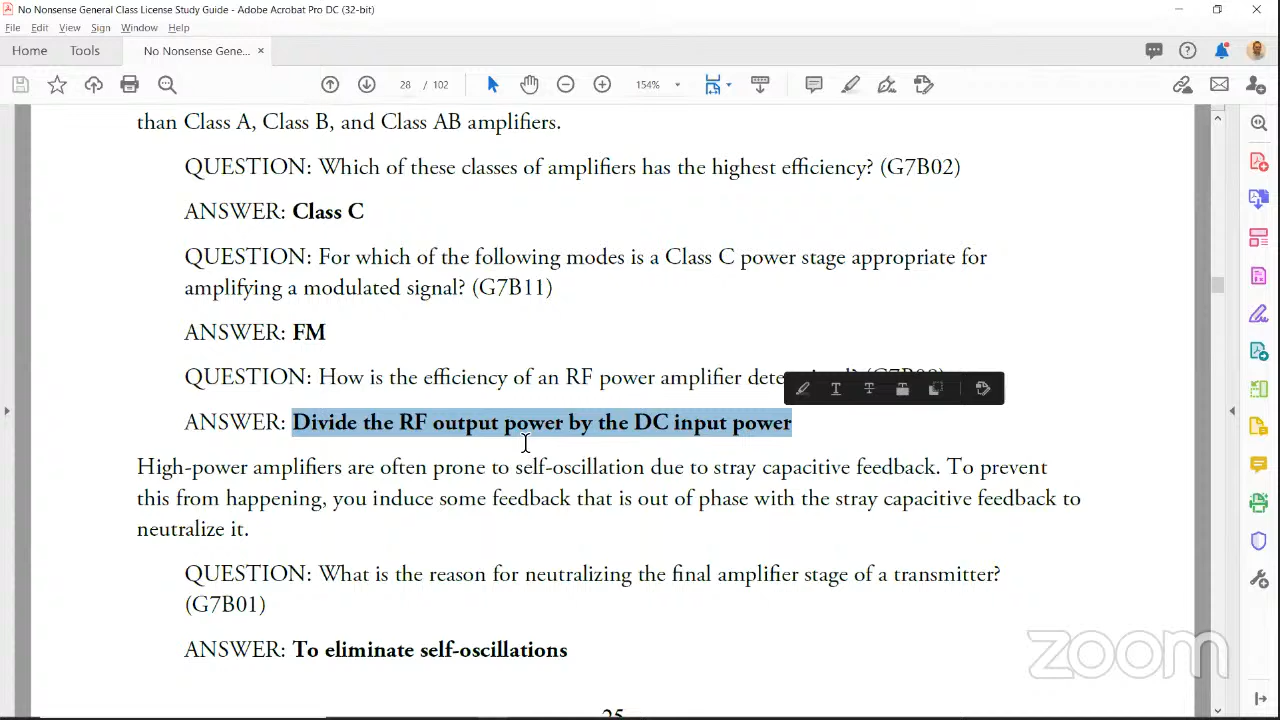 No Nonsense General Class License Study Guide - Adobe Acrobat Pro DC (32-bit)
File Edit View Sign Window Help
Home Tools No Nonsense Gene... ×
28 / 102 154%
than Class A, Class B, and Class AB amplifiers.
QUESTION: Which of these classes of amplifiers has the highest efficiency? (G7B02)
ANSWER: Class C
QUESTION: For which of the following modes is a Class C power stage appropriate for
amplifying a modulated signal? (G7B11)
ANSWER: FM
QUESTION: How is the efficiency of an RF power amplifier
ANSWER: Divide the RF output power by the DC input power
High-power amplifiers are often prone to self-oscillation due to stray capacitive feedback. To prevent
this from happening, you induce some feedback that is out of phase with the stray capacitive feedback to
neutralize it.
QUESTION: What is the reason for neutralizing the final amplifier stage of a transmitter?
(G7B01)
ANSWER: To eliminate self-oscillations
zoom